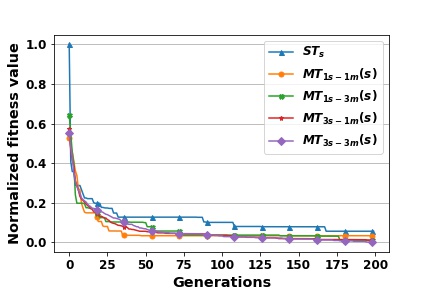 Normalized fitness value
1.0
0.8
0.6
0.4
0.2
0.0
0 25 50 75 100 125 150 175 200
Generations
STs
MT1s−1m(s)
MT1s−3m(s)
MT3s−1m(s)
MT3s−3m(s)